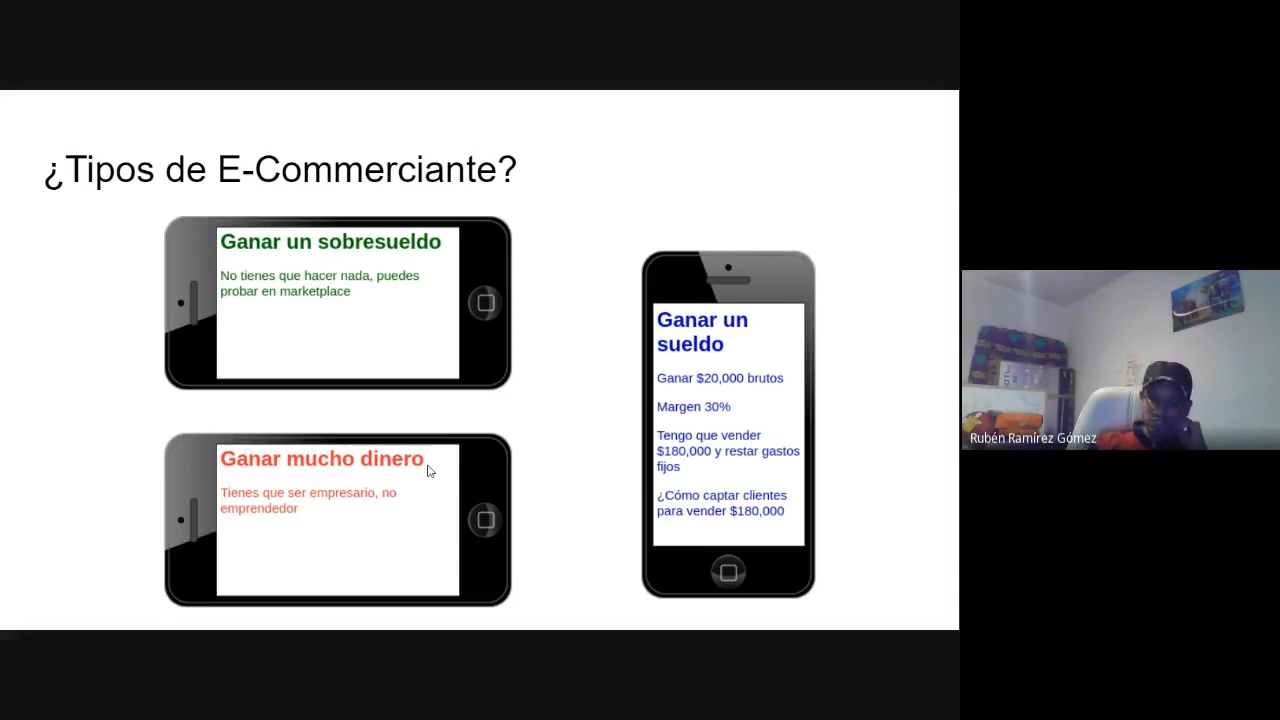 ¿Tipos de E-Commerciante?
Ganar un sobresueldo
No tienes que hacer nada, puedes
probar en marketplace
Ganar mucho dinero
Tienes que ser empresario, no
emprendedor
Ganar un
sueldo
Ganar $20,000 brutos
Margen 30%
Tengo que vender
$180,000 y restar gastos
fijos
¿Cómo captar clientes
para vender $180,000
Rubén Ramírez Gómez